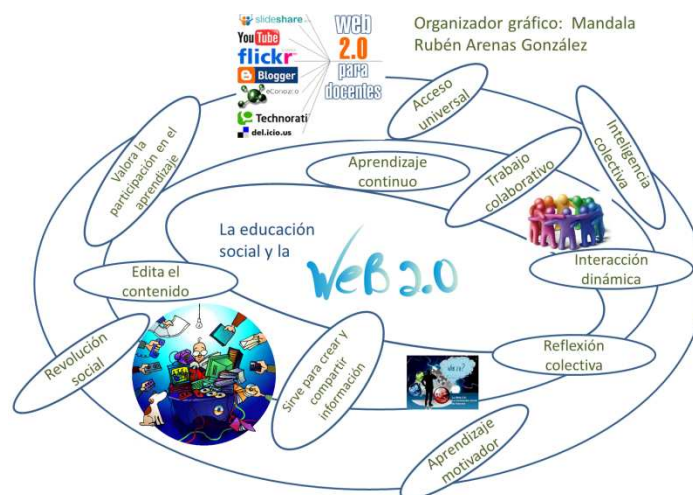 slideshare
YouTube
flickr
Blogger
eConozco
Technorati
del.icio.us
web
2.0
para
docentes
Organizador gráfico: Mandala
Rubén Arenas González
Acceso
universal
Inteligencia
colectiva
Valora la
participación en el
aprendizaje
Aprendizaje
continuo
Trabajo
colaborativo
La educación
social y la
WeB 2.0
Interacción
dinámica
Edita el
contenido
Revolución
social
Sirve para crear y
compartir
información
Reflexión
colectiva
Aprendizaje
motivador